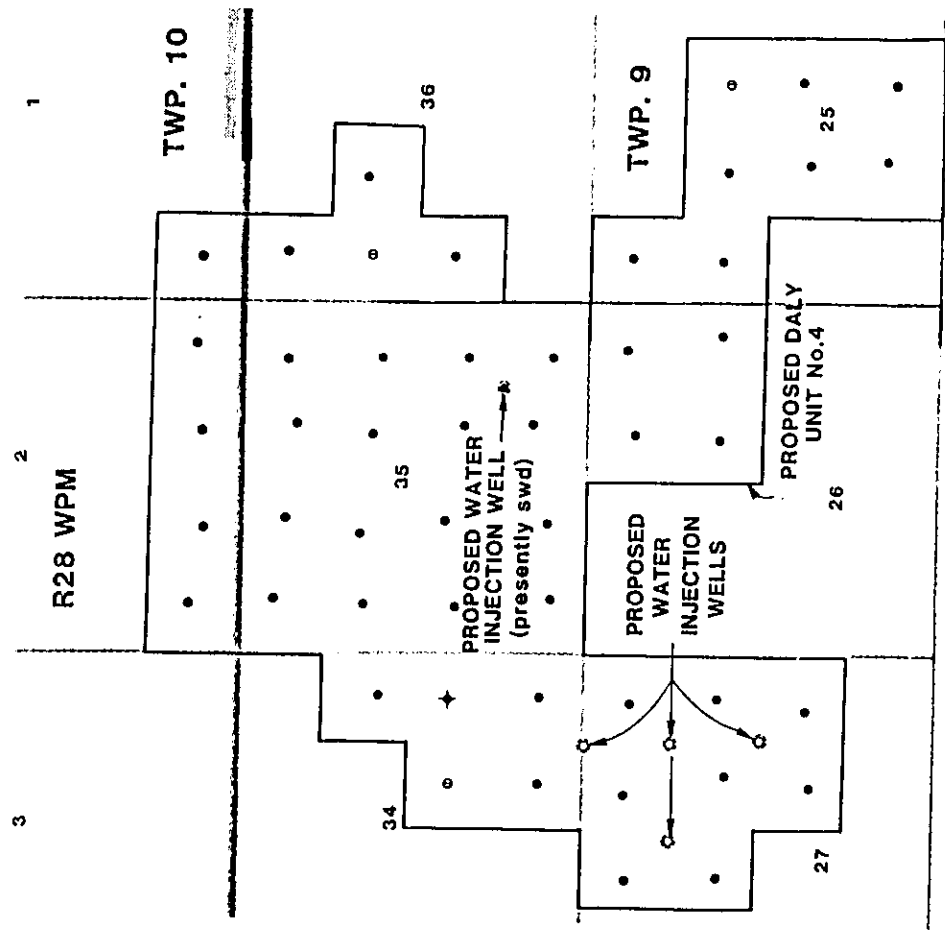 3
2
1
R28 WPM
TWP. 10
36
34
35
PROPOSED WATER
INJECTION WELL
(presently swd)
TWP. 9
25
PROPOSED
WATER
INJECTION
WELLS
PROPOSED DALY
UNIT No.4
27
26